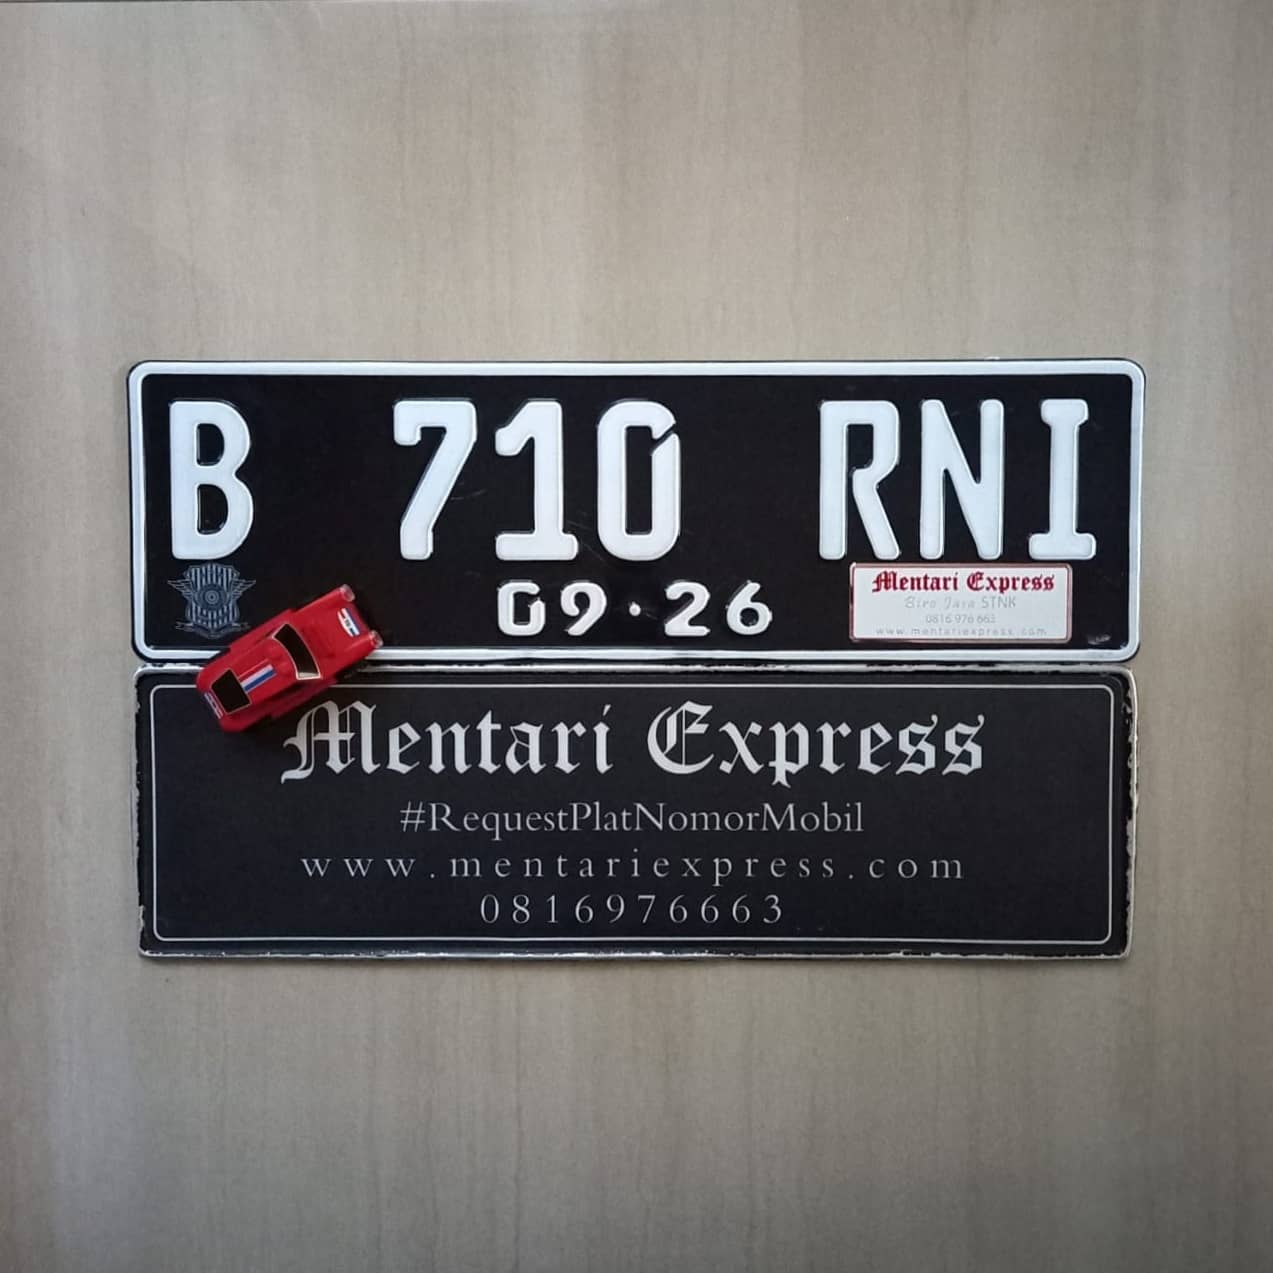 B 710 RNI
09·26
Mentari Express
Biro Jasa STNK
0816 976 663
www.mentariexpress.com
Mentari Express
#RequestPlatNomorMobil
www.mentariexpress.com
0816976663